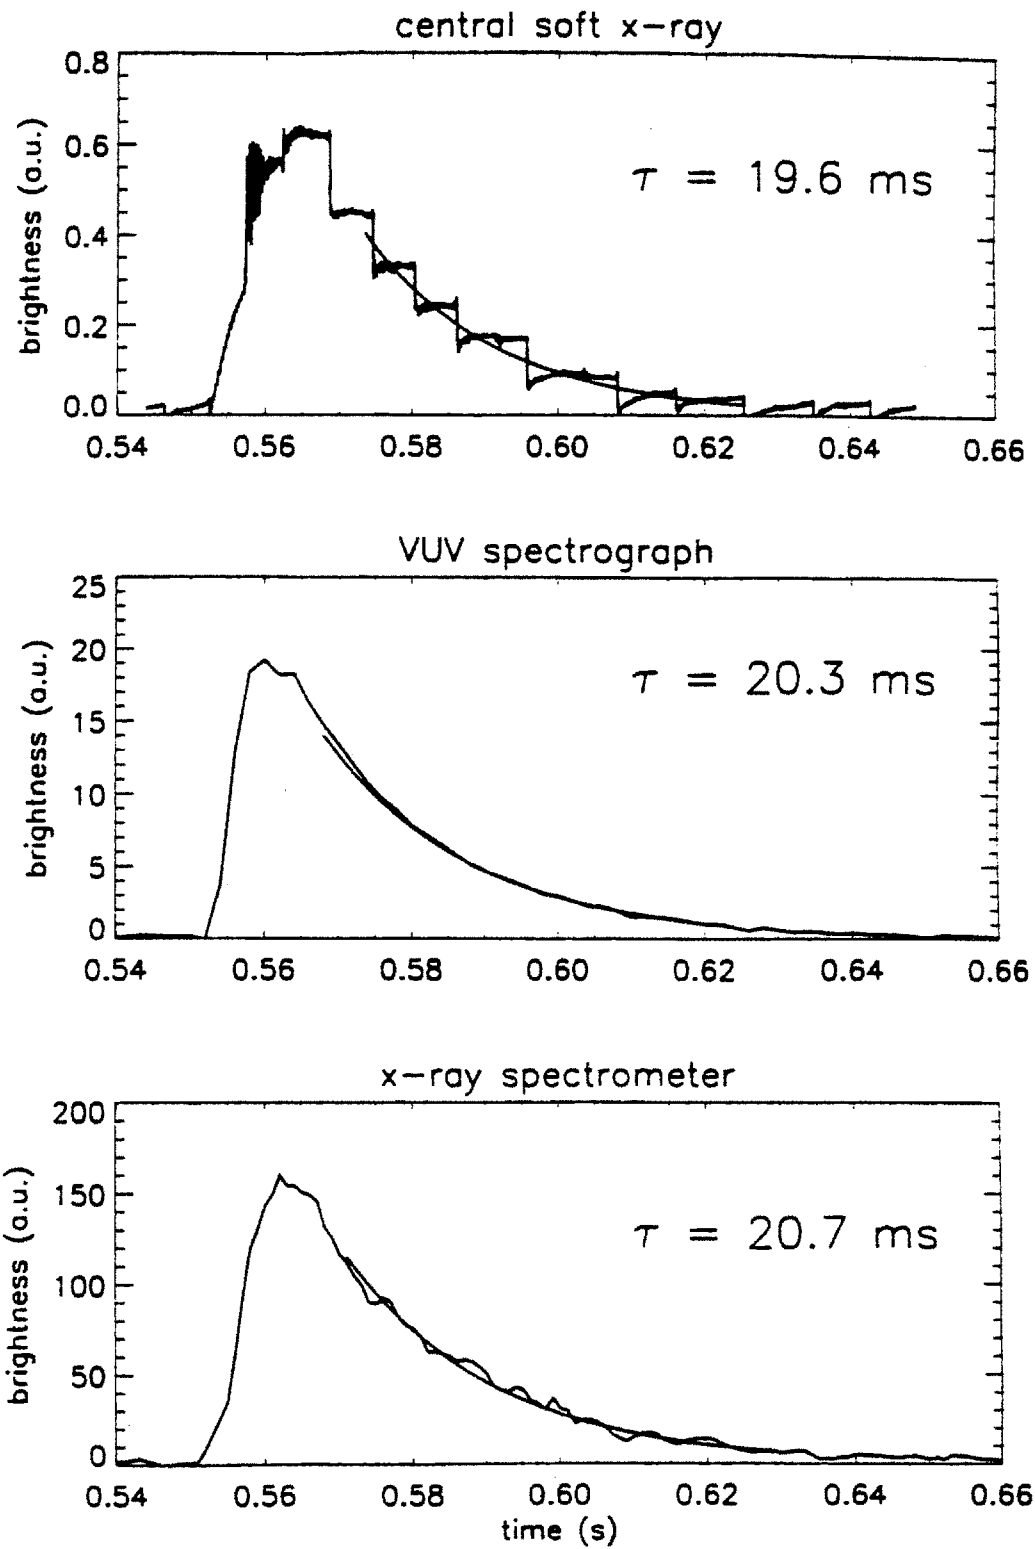 central soft x-ray
brightness (a.u.)
0.8
0.6
0.4
0.2
0.0
τ = 19.6 ms
0.54 0.56 0.58 0.60 0.62 0.64 0.66
VUV spectrograph
brightness (a.u.)
25
20
15
10
5
0
τ = 20.3 ms
0.54 0.56 0.58 0.60 0.62 0.64 0.66
x-ray spectrometer
brightness (a.u.)
200
150
100
50
0
τ = 20.7 ms
0.54 0.56 0.58 0.60 0.62 0.64 0.66
time (s)